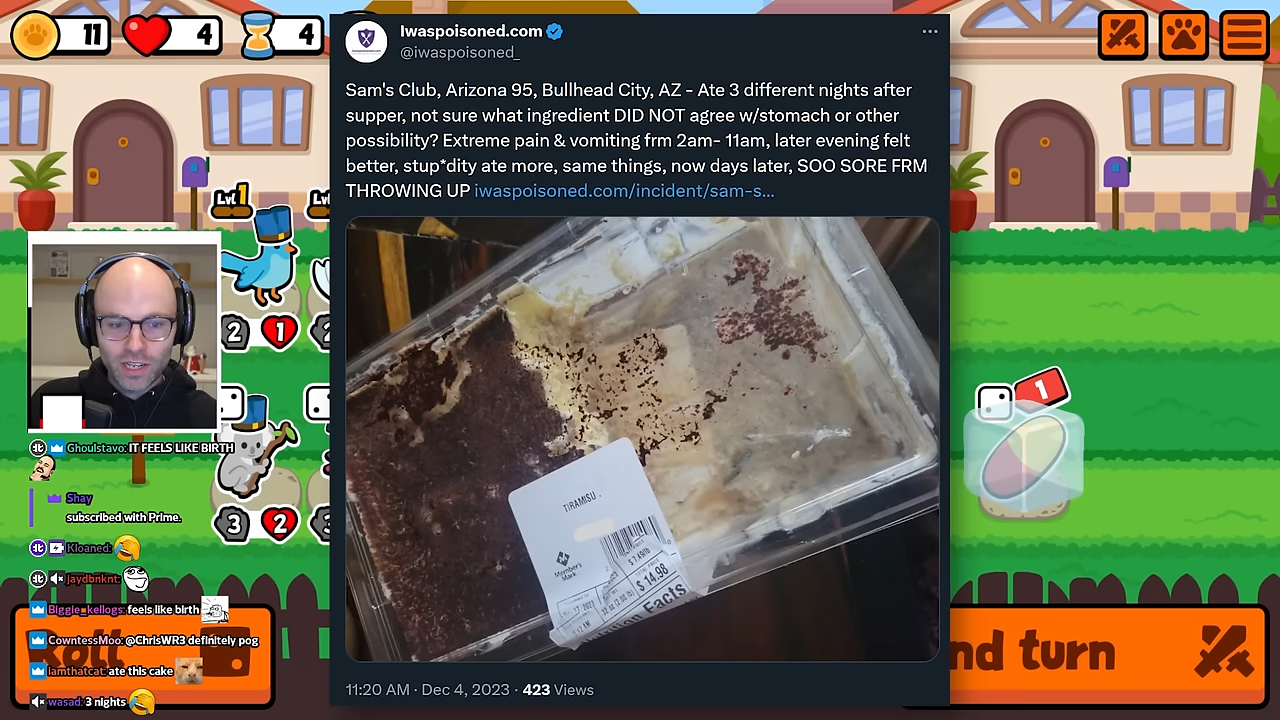 11
4
4
Iwaspoisoned.com
@iwaspoisoned_
Sam's Club, Arizona 95, Bullhead City, AZ - Ate 3 different nights after
supper, not sure what ingredient DID NOT agree w/stomach or other
possibility? Extreme pain & vomiting frm 2am- 11am, later evening felt
better, stup*dity ate more, same things, now days later, SOO SORE FRM
THROWING UP iwaspoisoned.com/incident/sam-s...
TIRAMISU
Member's
Mark
$ 14.98
Facts
11:20 AM · Dec 4, 2023 · 423 Views
Lvl1
Lvl
2
1
3
2
1
Ghoulstavo: IT FEELS LIKE BIRTH
Shay
subscribed with Prime.
Kloaned:
jaydbnknt:
Biggie_kellogs: feels like birth
CowntessMoo: @ChrisWR3 definitely pog
Iamthatcat: ate this cake
wasad: 3 nights
Roll
nd turn